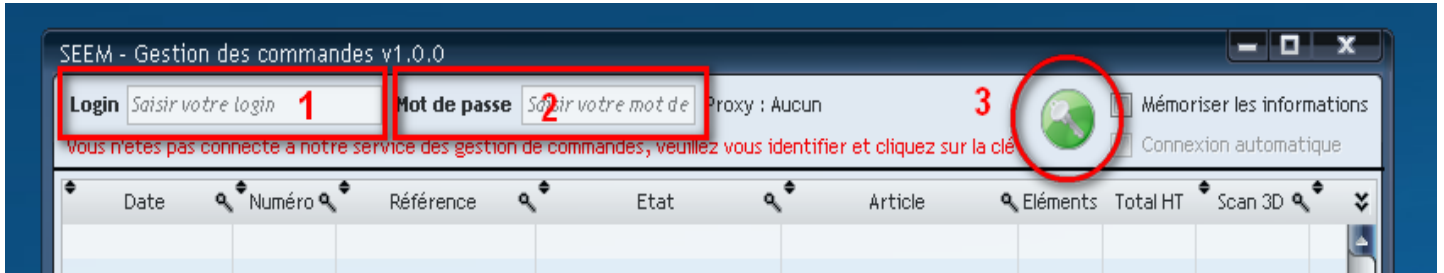 SEEM - Gestion des commandes v1.0.0
Login Saisir votre login 1 Mot de passe Saisir votre mot de 2 Proxy : Aucun 3 Mémoriser les informations
Vous n'êtes pas connecté à notre service des gestion de commandes, veuillez vous identifier et cliquez sur la clé Connexion automatique
Date Numéro Référence Etat Article Eléments Total HT Scan 3D